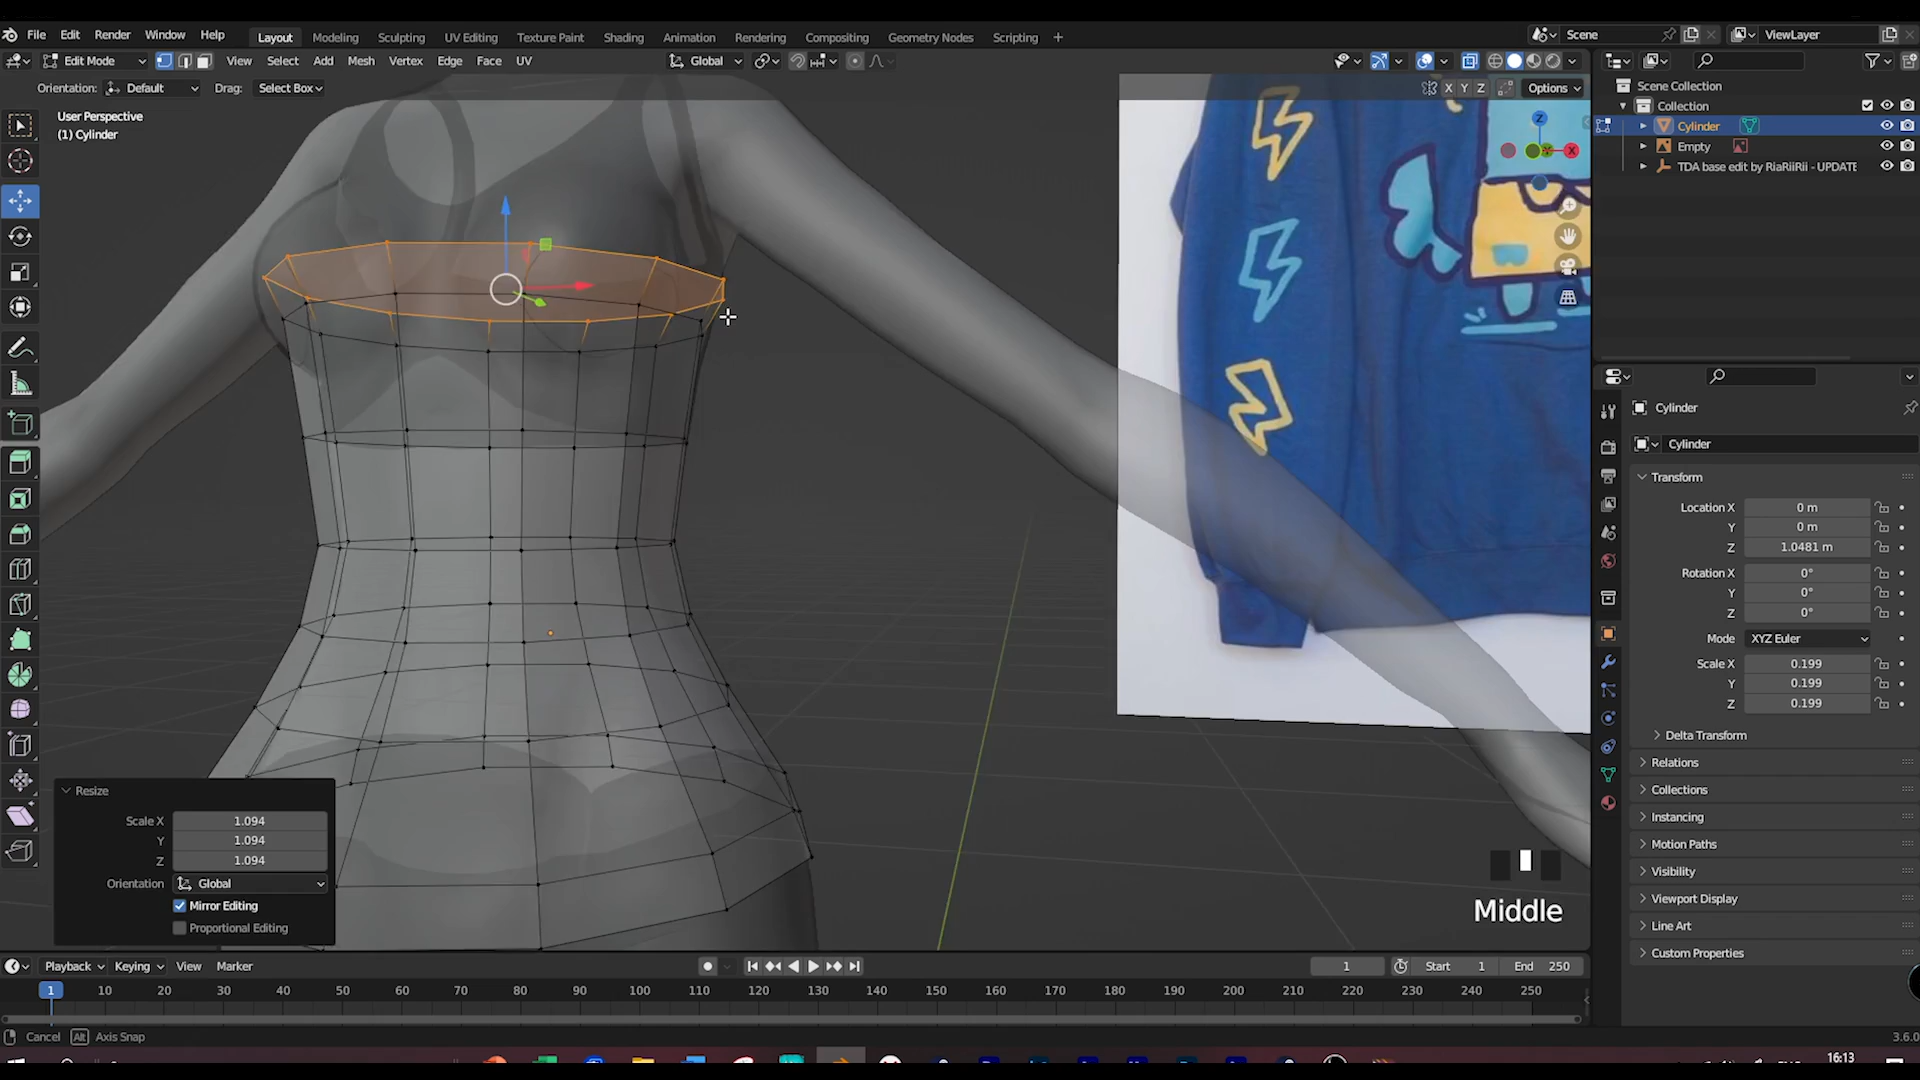 File Edit Render Window Help Layout Modeling Sculpting UV Editing Texture Paint Shading Animation Rendering Compositing Geometry Nodes Scripting + Scene ViewLayer
Edit Mode View Select Add Mesh Vertex Edge Face UV Global
Orientation: Default Drag: Select Box X Y Z Options
User Perspective
(1) Cylinder
Z
X
Scene Collection
Collection
Cylinder
Empty
TDA base edit by RiaRiiRii - UPDATE
Cylinder
Cylinder
Transform
Location X 0 m
Y 0 m
Z 1.0481 m
Rotation X 0°
Y 0°
Z 0°
Mode XYZ Euler
Scale X 0.199
Y 0.199
Z 0.199
Delta Transform
Relations
Collections
Instancing
Motion Paths
Visibility
Viewport Display
Line Art
Custom Properties
Resize
Scale X 1.094
Y 1.094
Z 1.094
Orientation Global
Mirror Editing
Proportional Editing
Middle
Playback Keying View Marker 1 Start 1 End 250
1 10 20 30 40 50 60 70 80 90 100 110 120 130 140 150 160 170 180 190 200 210 220 230 240 250
Cancel Alt Axis Snap 3.6.0
16:13